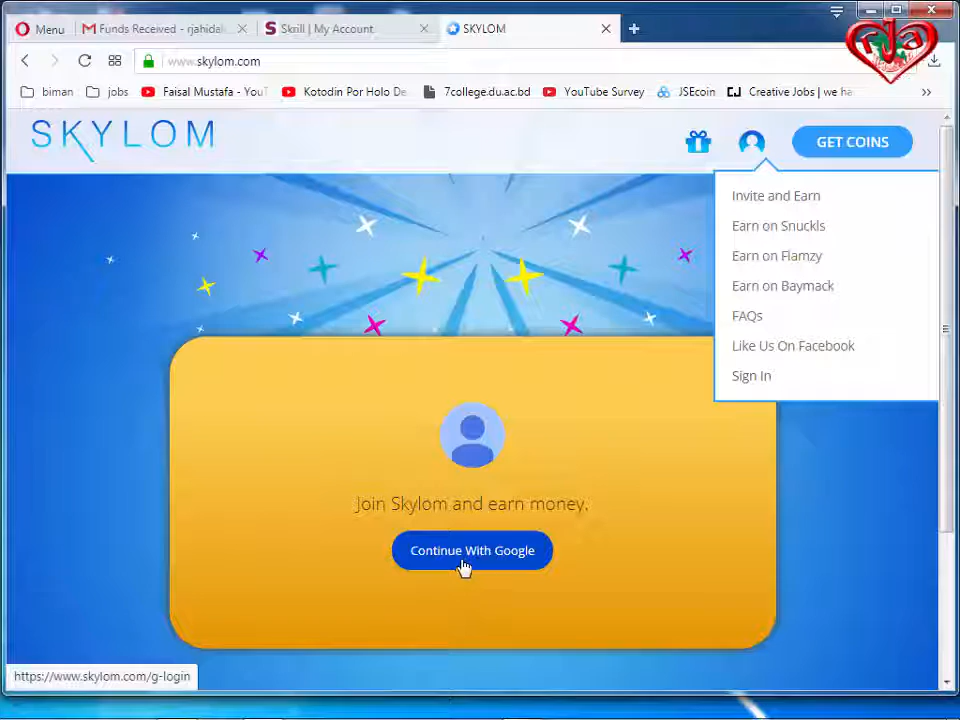 Menu
Funds Received - rjahidal
Skrill | My Account
SKYLOM
rja
www.skylom.com
biman
jobs
Faisal Mustafa - YouT
Kotodin Por Holo De
7college.du.ac.bd
YouTube Survey
JSEcoin
Creative Jobs | we ha
»
SKYLOM
GET COINS
Invite and Earn
Earn on Snuckls
Earn on Flamzy
Earn on Baymack
FAQs
Like Us On Facebook
Sign In
Join Skylom and earn money.
Continue With Google
https://www.skylom.com/g-login